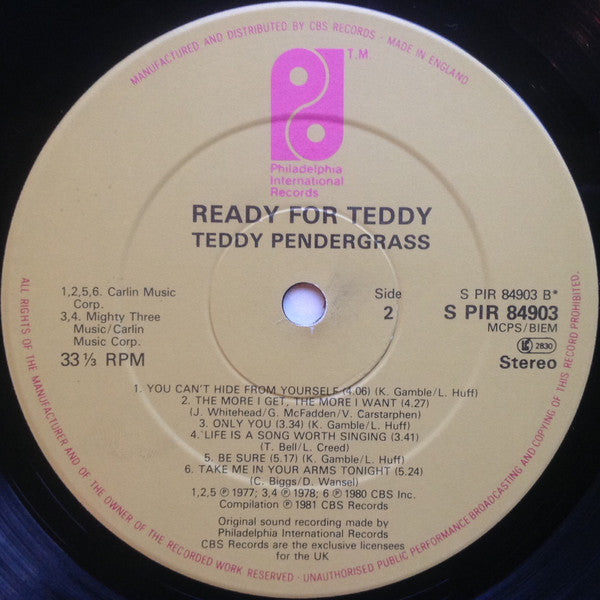 MANUFACTURED AND DISTRIBUTED BY CBS RECORDS · MADE IN ENGLAND
T.M.
Philadelphia
International
Records
READY FOR TEDDY
TEDDY PENDERGRASS
1,2,5,6. Carlin Music
Corp.
3,4. Mighty Three
Music/Carlin
Music Corp.
33 ⅓ RPM
Side
2
S PIR 84903 B*
S PIR 84903
MCPS/BIEM
LC 2830
Stereo
1. YOU CAN'T HIDE FROM YOURSELF (4.06) (K. Gamble/L. Huff)
2. THE MORE I GET, THE MORE I WANT (4.27)
(J. Whitehead/G. McFadden/V. Carstarphen)
3. ONLY YOU (3.34) (K. Gamble/L. Huff)
4. LIFE IS A SONG WORTH SINGING (3.41)
(T. Bell/L. Creed)
5. BE SURE (5.17) (K. Gamble/L. Huff)
6. TAKE ME IN YOUR ARMS TONIGHT (5.24)
(C. Biggs/D. Wansel)
1,2,5 ℗ 1977; 3,4 ℗ 1978; 6 ℗ 1980 CBS Inc.
Compilation ℗ 1981 CBS Records
Original sound recording made by
Philadelphia International Records
CBS Records are the exclusive licensees
for the UK
ALL RIGHTS OF THE MANUFACTURER AND OF THE OWNER OF THE RECORDED WORK RESERVED - UNAUTHORISED PUBLIC PERFORMANCE BROADCASTING AND COPYING OF THIS RECORD PROHIBITED.